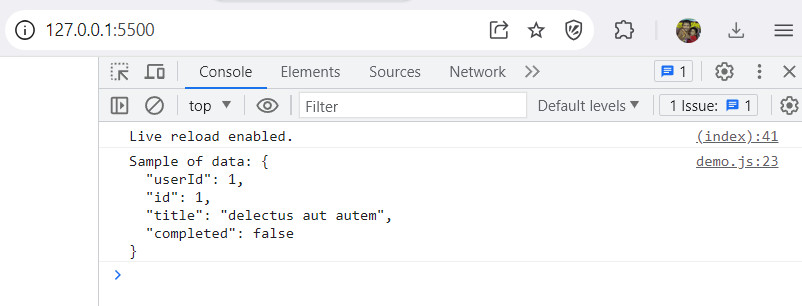 127.0.0.1:5500
Console Elements Sources Network 1
top Filter Default levels 1 Issue: 1
Live reload enabled. (index):41
Sample of data: { demo.js:23
"userId": 1,
"id": 1,
"title": "delectus aut autem",
"completed": false
}